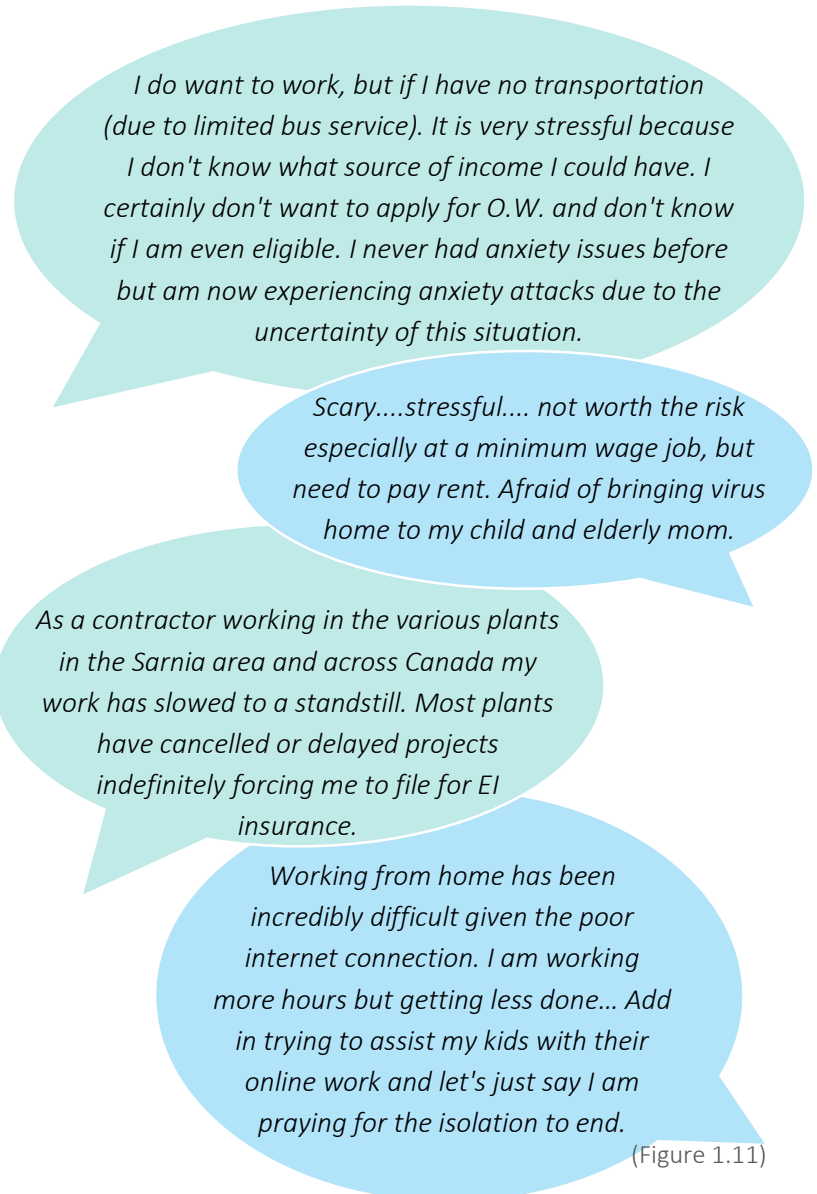 I do want to work, but if I have no transportation
(due to limited bus service). It is very stressful because
I don't know what source of income I could have. I
certainly don't want to apply for O.W. and don't know
if I am even eligible. I never had anxiety issues before
but am now experiencing anxiety attacks due to the
uncertainty of this situation.
Scary....stressful.... not worth the risk
especially at a minimum wage job, but
need to pay rent. Afraid of bringing virus
home to my child and elderly mom.
As a contractor working in the various plants
in the Sarnia area and across Canada my
work has slowed to a standstill. Most plants
have cancelled or delayed projects
indefinitely forcing me to file for EI
insurance.
Working from home has been
incredibly difficult given the poor
internet connection. I am working
more hours but getting less done... Add
in trying to assist my kids with their
online work and let's just say I am
praying for the isolation to end.
(Figure 1.11)